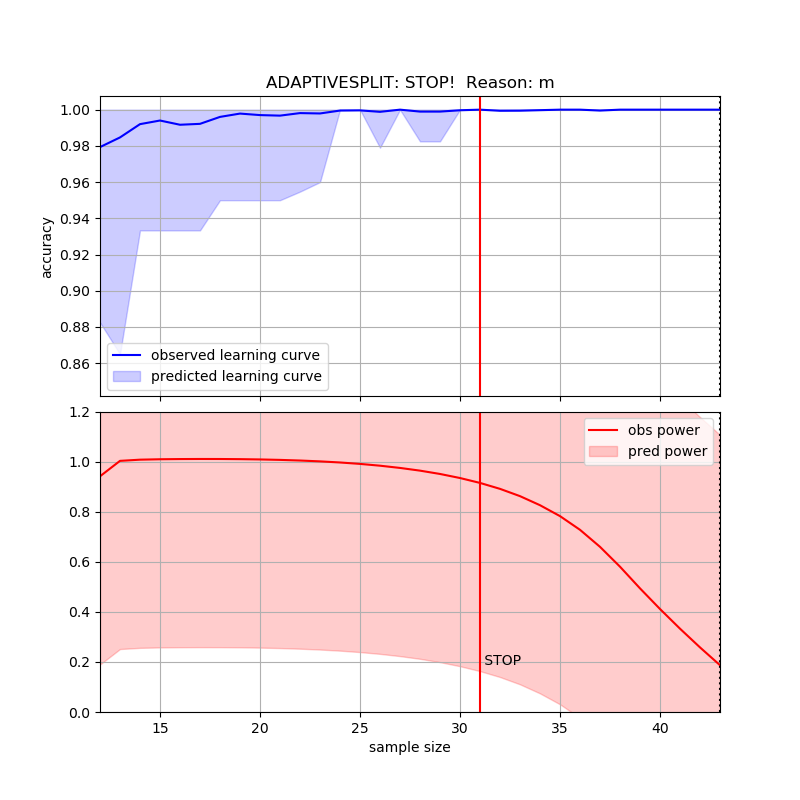 ADAPTIVESPLIT: STOP!  Reason: m
1.00
0.98
0.96
0.94
0.92
0.90
0.88
0.86
accuracy
observed learning curve
predicted learning curve
1.2
1.0
0.8
0.6
0.4
0.2
0.0
obs power
pred power
STOP
15 20 25 30 35 40
sample size